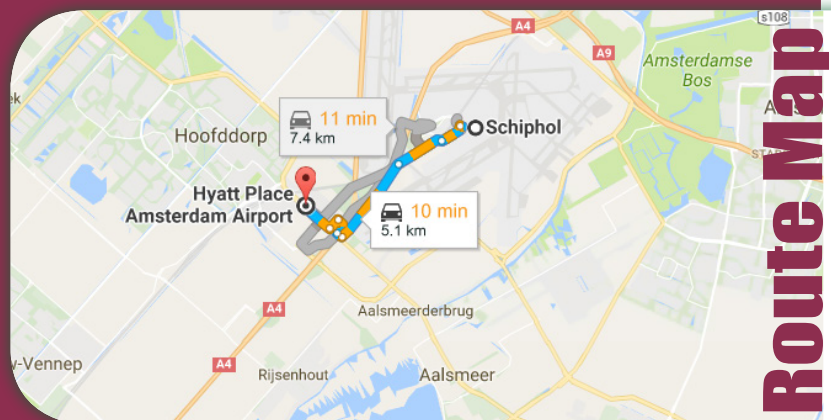 s108
A4
A9
Amsterdamse
Bos
11 min
7.4 km
Schiphol
Hoofddorp
Hyatt Place
Amsterdam Airport
10 min
5.1 km
A4
Aalsmeerderbrug
A4
w-Vennep
Rijsenhout
Aalsmeer
Route Map